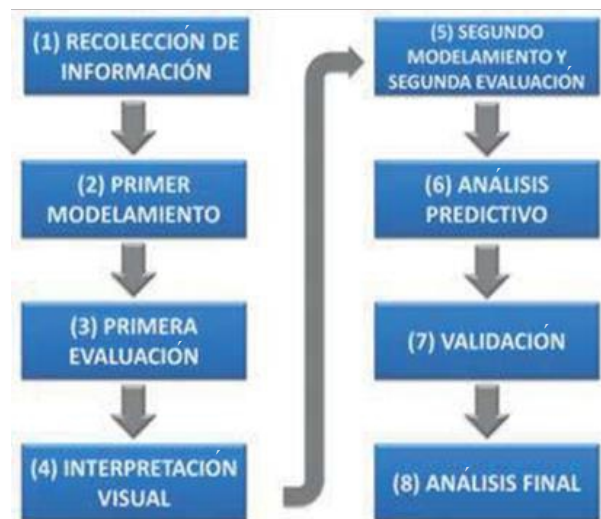 (1) RECOLECCIÓN DE
INFORMACIÓN
(2) PRIMER
MODELAMIENTO
(3) PRIMERA
EVALUACIÓN
(4) INTERPRETACIÓN
VISUAL
(5) SEGUNDO
MODELAMIENTO Y
SEGUNDA EVALUACIÓN
(6) ANÁLISIS
PREDICTIVO
(7) VALIDACIÓN
(8) ANÁLISIS FINAL